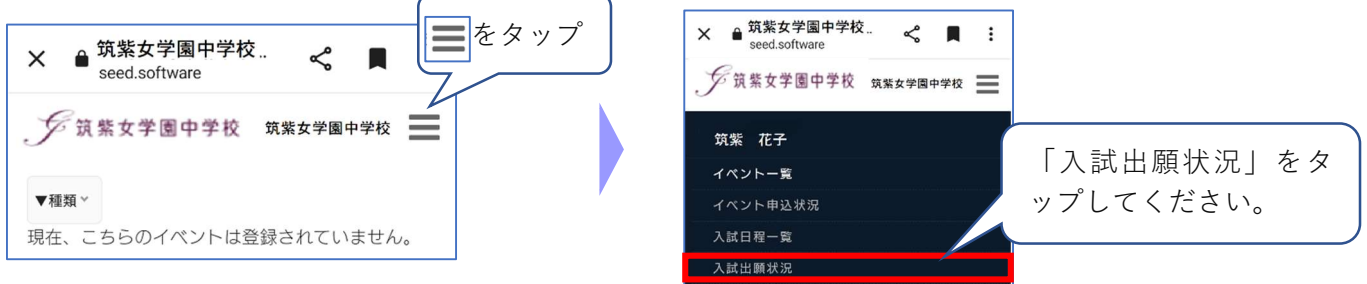 をタップ
筑紫女学園中学校..
seed.software
筑紫女学園中学校 筑紫女学園中学校
▼種類
現在、こちらのイベントは登録されていません。
筑紫女学園中学校..
seed.software
筑紫女学園中学校 筑紫女学園中学校
筑紫 花子
イベント一覧
イベント申込状況
入試日程一覧
入試出願状況
「入試出願状況」をタ
ップしてください。